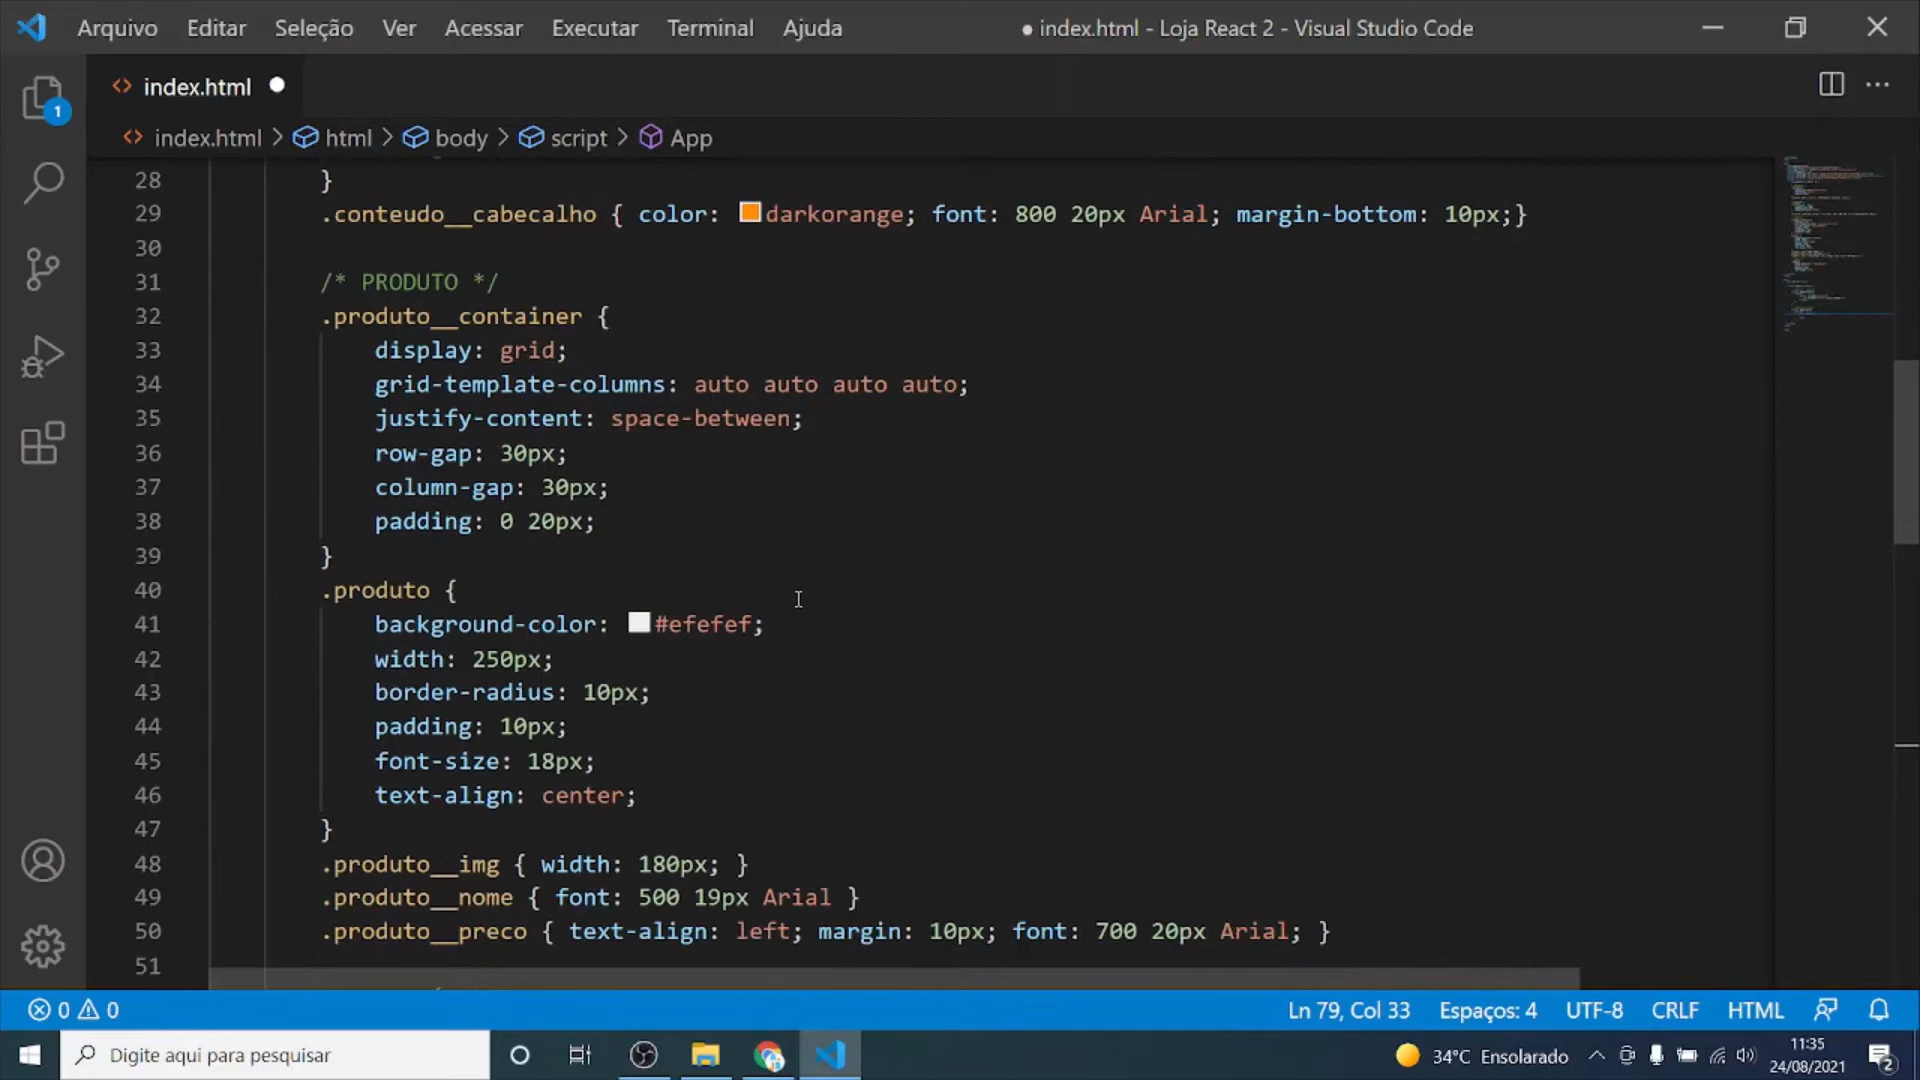 Arquivo Editar Seleção Ver Acessar Executar Terminal Ajuda ● index.html - Loja React 2 - Visual Studio Code
<> index.html ●
1
<> index.html > html > body > script > App
28 }
29 .conteudo__cabecalho { color: darkorange; font: 800 20px Arial; margin-bottom: 10px;}
30
31 /* PRODUTO */
32 .produto__container {
33 display: grid;
34 grid-template-columns: auto auto auto auto;
35 justify-content: space-between;
36 row-gap: 30px;
37 column-gap: 30px;
38 padding: 0 20px;
39 }
40 .produto {
41 background-color: #efefef;
42 width: 250px;
43 border-radius: 10px;
44 padding: 10px;
45 font-size: 18px;
46 text-align: center;
47 }
48 .produto__img { width: 180px; }
49 .produto__nome { font: 500 19px Arial }
50 .produto__preco { text-align: left; margin: 10px; font: 700 20px Arial; }
51
0 0 Ln 79, Col 33 Espaços: 4 UTF-8 CRLF HTML
Digite aqui para pesquisar 34°C Ensolarado 11:35
24/08/2021 2